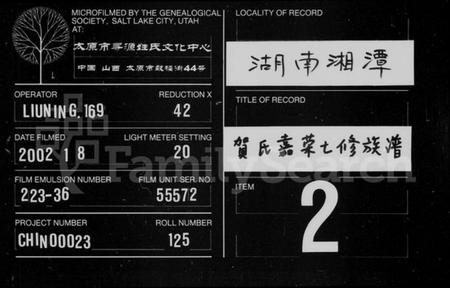 MICROFILMED BY THE GENEALOGICAL
SOCIETY, SALT LAKE CITY, UTAH
AT:
太原市寻源姓氏文化中心
中国 山西 太原市鼓楼街44号
OPERATOR
LIUNING.169
REDUCTION X
42
DATE FILMED
2002 1 8
LIGHT METER SETTING
20
FILM EMULSION NUMBER
223-36
FILM UNIT SER. NO.
55572
PROJECT NUMBER
CHIN00023
ROLL NUMBER
125
LOCALITY OF RECORD
湖南湘潭
TITLE OF RECORD
賀氏嘉萊七修族譜
ITEM
2
FamilySearch